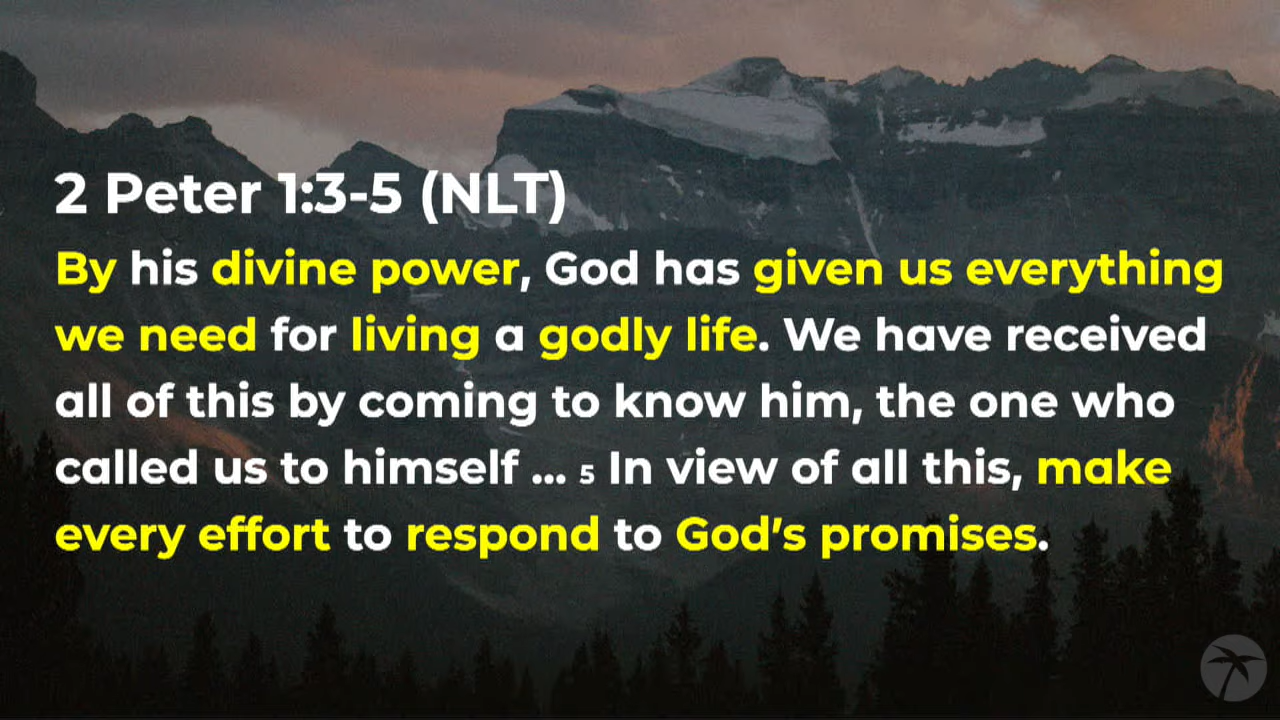 2 Peter 1:3-5 (NLT)
By his divine power, God has given us everything
we need for living a godly life. We have received
all of this by coming to know him, the one who
called us to himself ... 5 In view of all this, make
every effort to respond to God's promises.